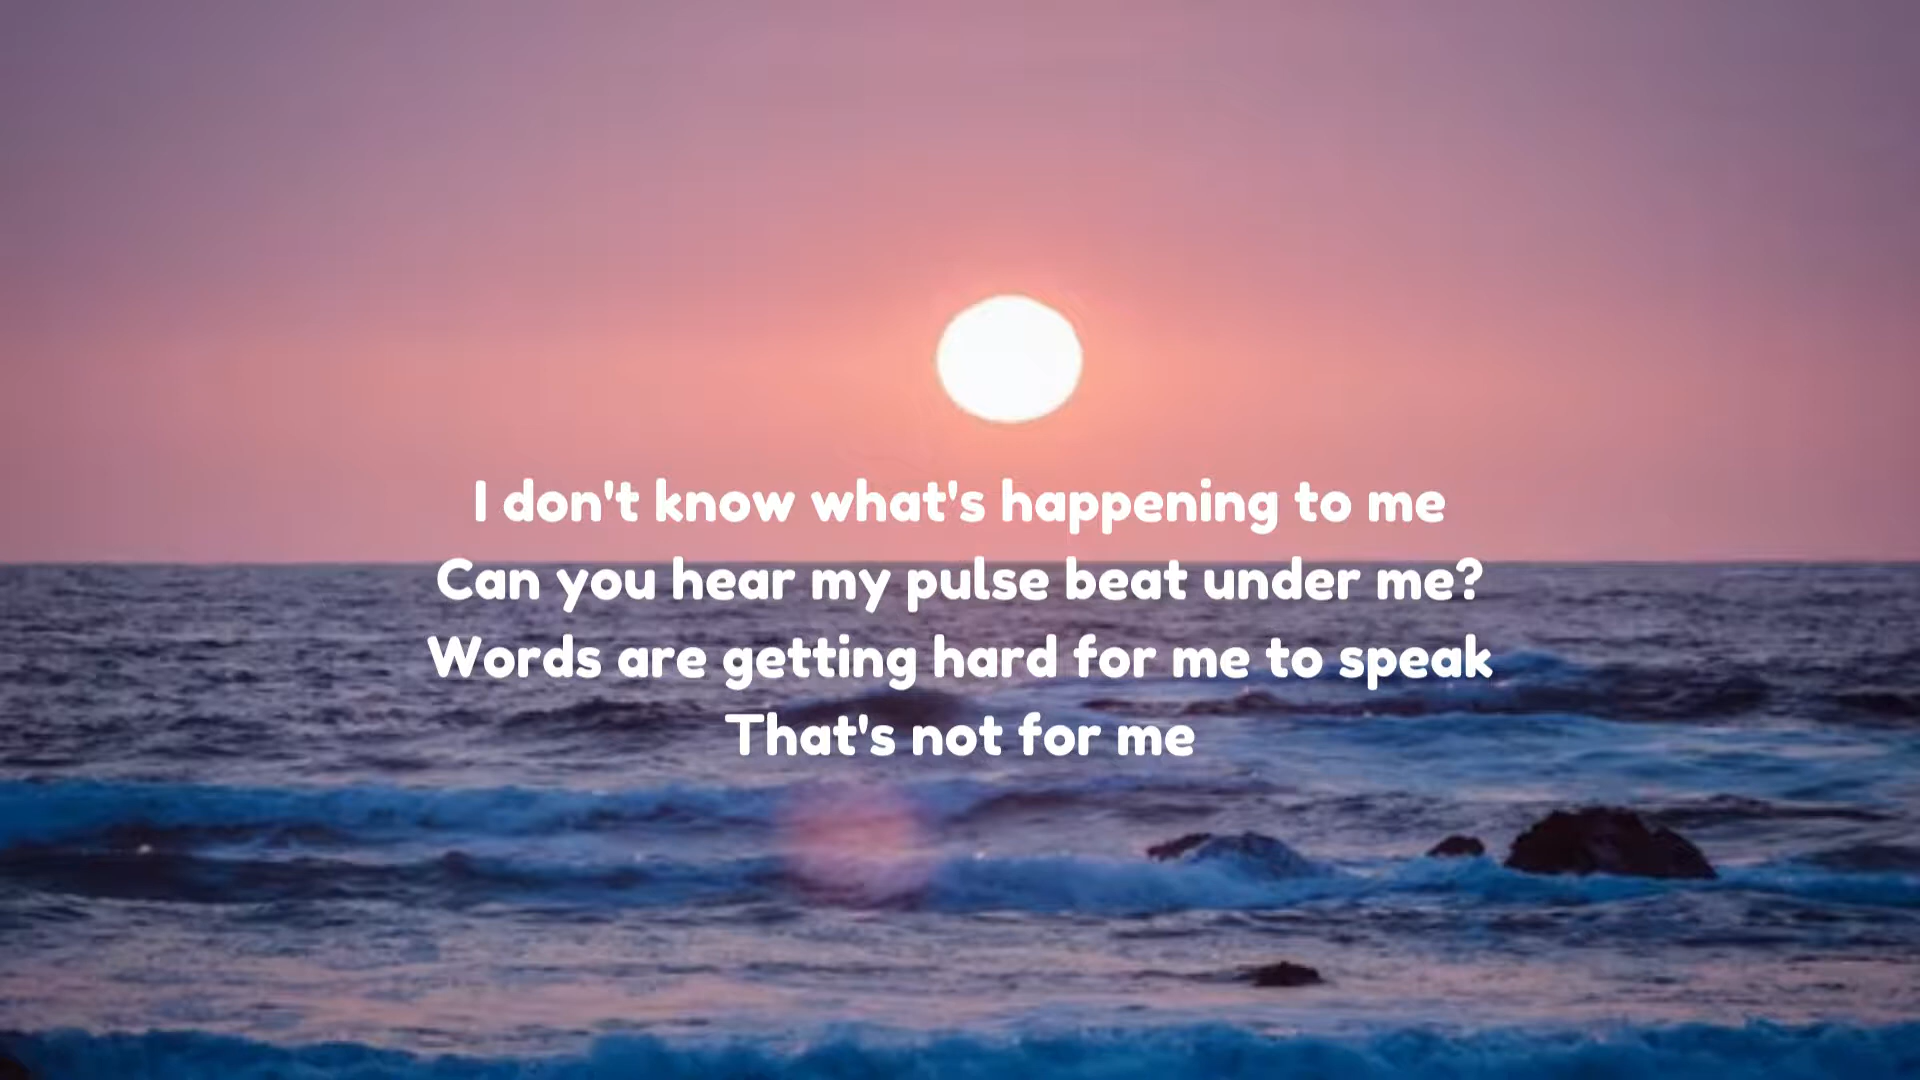 I don't know what's happening to me
Can you hear my pulse beat under me?
Words are getting hard for me to speak
That's not for me